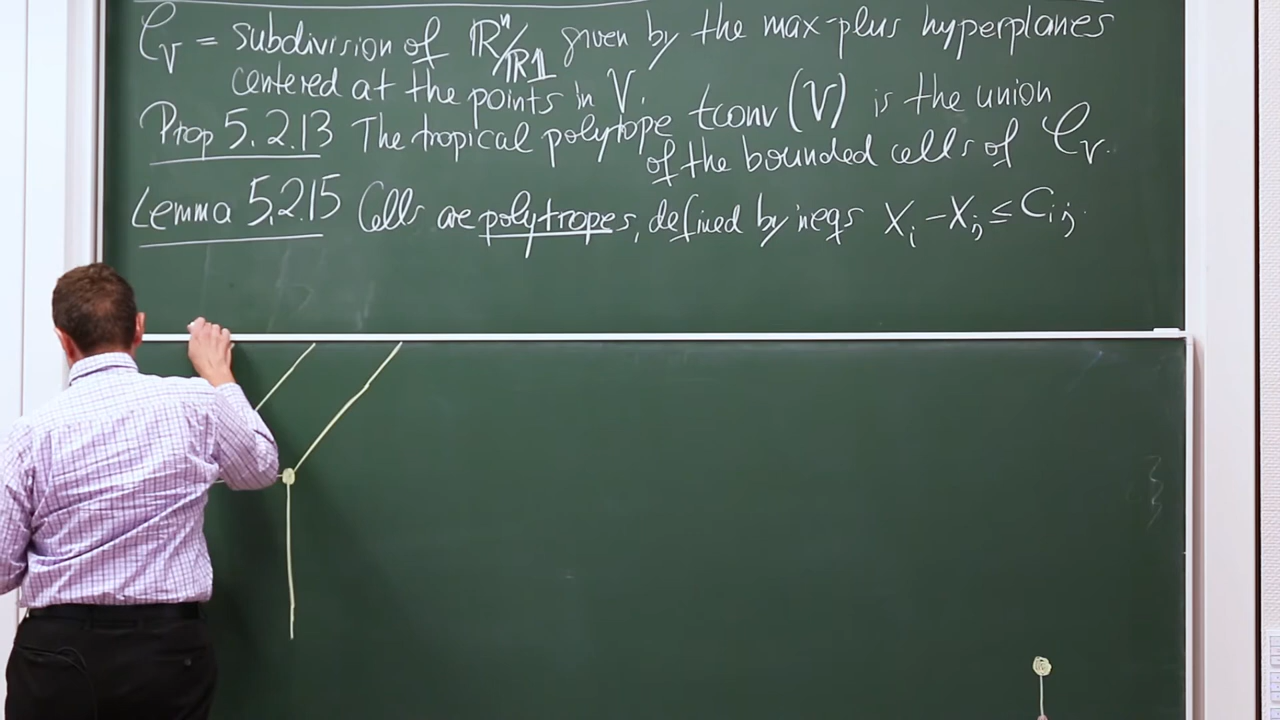 𝒞_V = subdivision of ℝⁿ/ℝ𝟙 given by the max-plus hyperplanes
centered at the points in V.
Prop 5.2.13 The tropical polytope tconv(V) is the union
of the bounded cells of 𝒞_V.
Lemma 5.2.15 Cells are polytropes, defined by ineqs X_i - X_j ≤ C_ij.